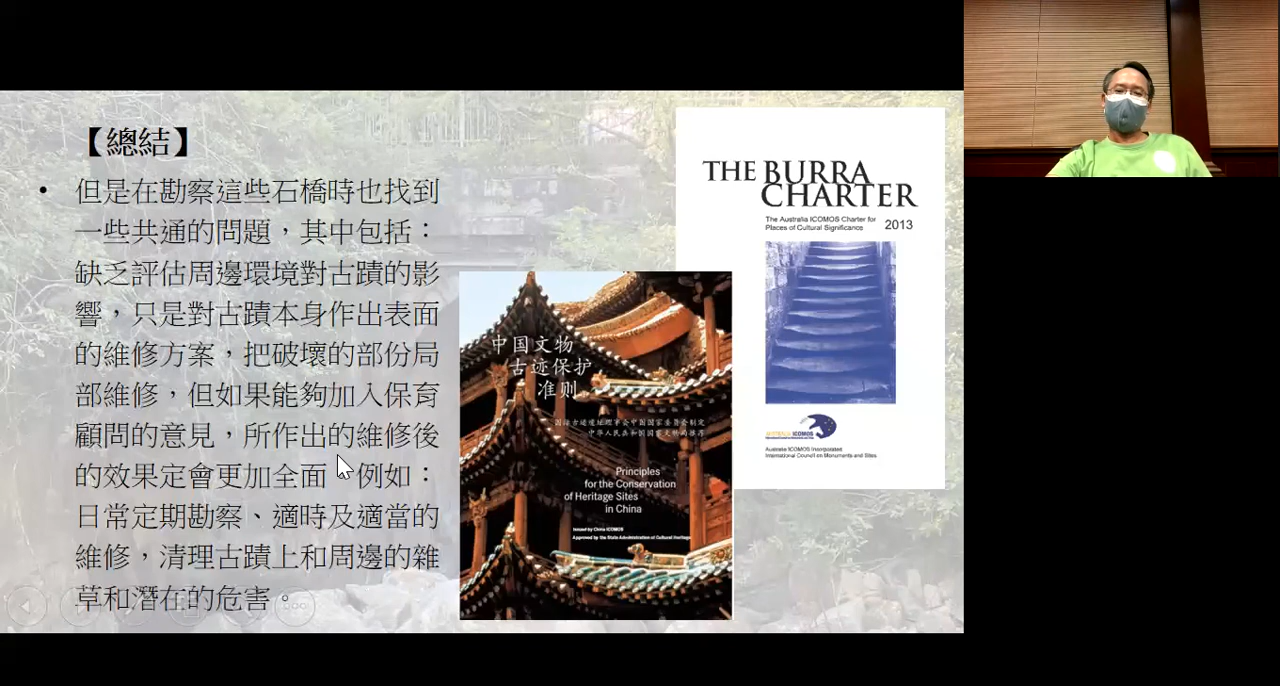 【總結】
• 但是在勘察這些石橋時也找到
一些共通的問題，其中包括：
缺乏評估周邊環境對古蹟的影
響，只是對古蹟本身作出表面
的維修方案，把破壞的部份局
部維修，但如果能夠加入保育
顧問的意見，所作出的維修後
的效果定會更加全面。例如：
日常定期勘察、適時及適當的
維修，清理古蹟上和周邊的雜
草和潛在的危害。
中国文物
古迹保护
准则
国际古迹遗址理事会中国国家委员会制定
中华人民共和国国家文物局推荐
Principles
for the Conservation
of Heritage Sites
in China
Issued by China ICOMOS
Approved by the State Administration of Cultural Heritage
THE BURRA
CHARTER
The Australia ICOMOS Charter for
Places of Cultural Significance
2013
AUSTRALIA ICOMOS
Australia ICOMOS Incorporated
International Council on Monuments and Sites